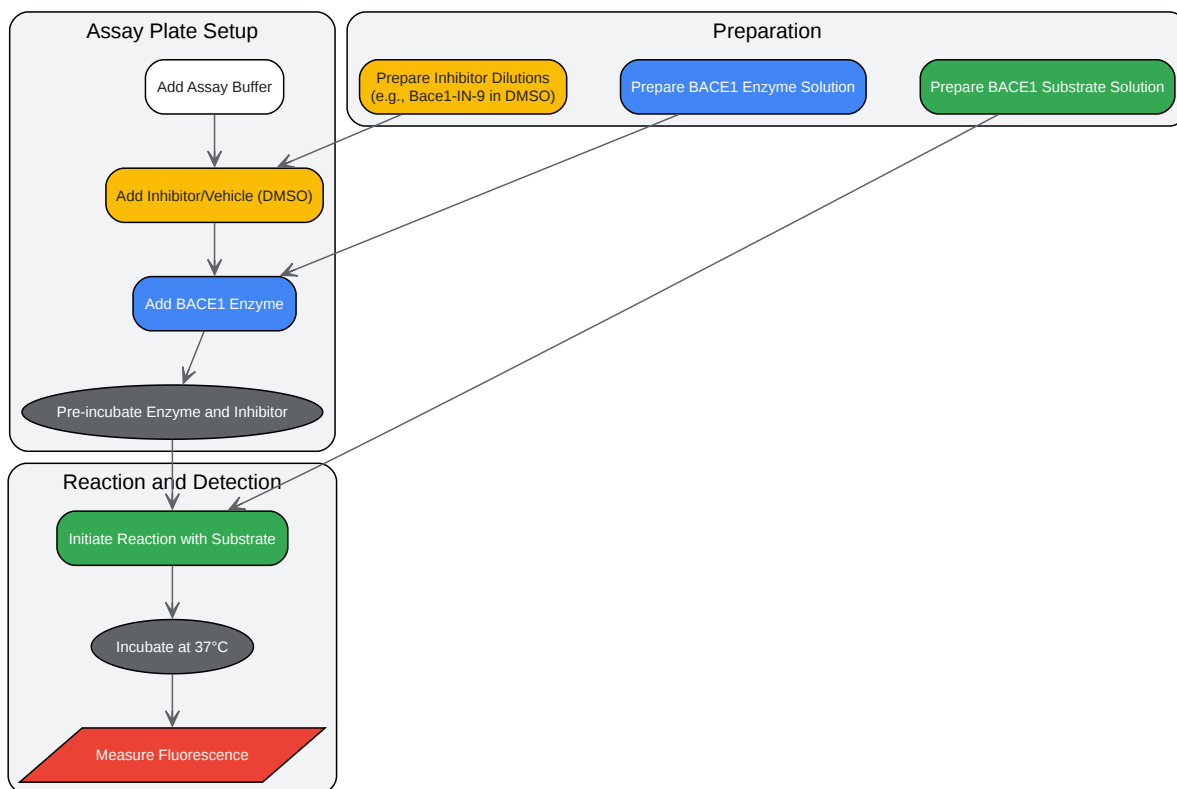 Assay Plate Setup
Add Assay Buffer
Add Inhibitor/Vehicle (DMSO)
Add BACE1 Enzyme
Pre-incubate Enzyme and Inhibitor
Preparation
Prepare Inhibitor Dilutions
(e.g., Bace1-IN-9 in DMSO)
Prepare BACE1 Enzyme Solution
Prepare BACE1 Substrate Solution
Reaction and Detection
Initiate Reaction with Substrate
Incubate at 37°C
Measure Fluorescence